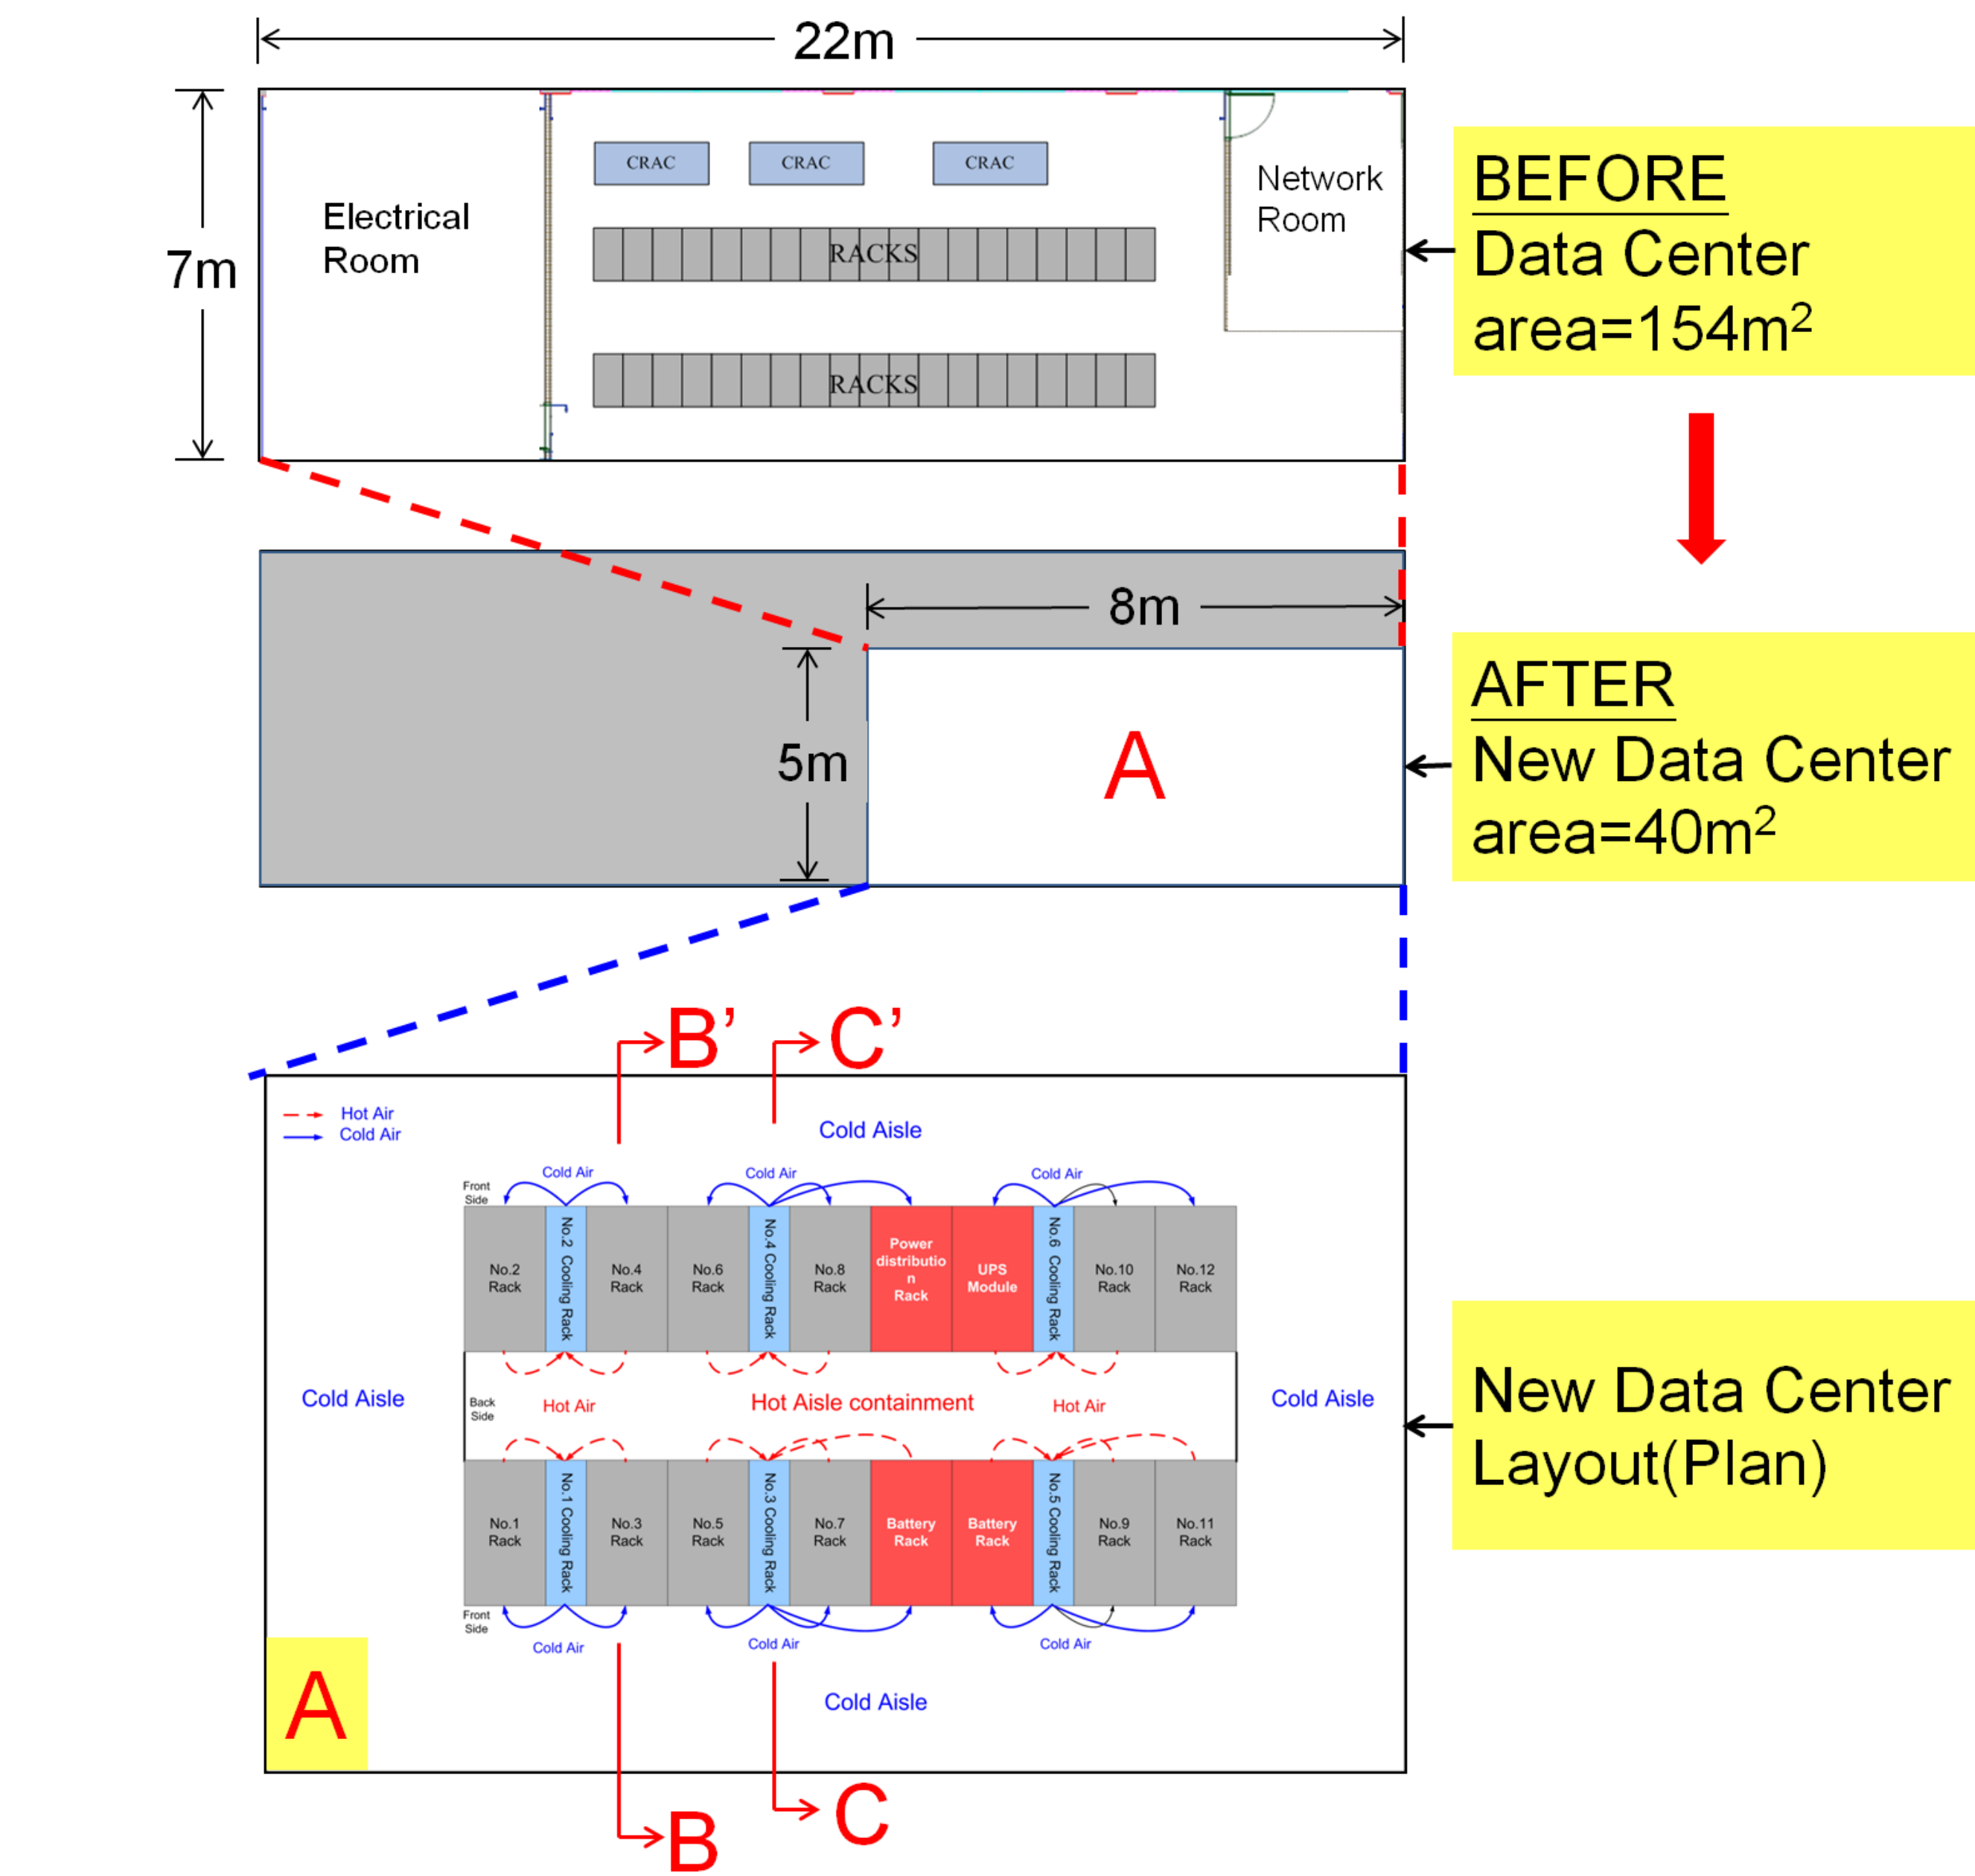 22m
7m
Electrical
Room
CRAC
CRAC
CRAC
RACKS
RACKS
Network
Room
BEFORE
Data Center
area=154m²
8m
5m
A
AFTER
New Data Center
area=40m²
B’
C’
Hot Air
Cold Air
Cold Aisle
Front
Side
Cold Air
Cold Air
Cold Air
No.2
Rack
No.2 Cooling Rack
No.4
Rack
No.6
Rack
No.4 Cooling Rack
No.8
Rack
Power
distributio
n
Rack
UPS
Module
No.6 Cooling Rack
No.10
Rack
No.12
Rack
Cold Aisle
Back
Side
Hot Air
Hot Aisle containment
Hot Air
Cold Aisle
New Data Center
Layout(Plan)
No.1
Rack
No.1 Cooling Rack
No.3
Rack
No.5
Rack
No.3 Cooling Rack
No.7
Rack
Battery
Rack
Battery
Rack
No.5 Cooling Rack
No.9
Rack
No.11
Rack
Front
Side
Cold Air
Cold Air
Cold Air
Cold Aisle
A
B
C